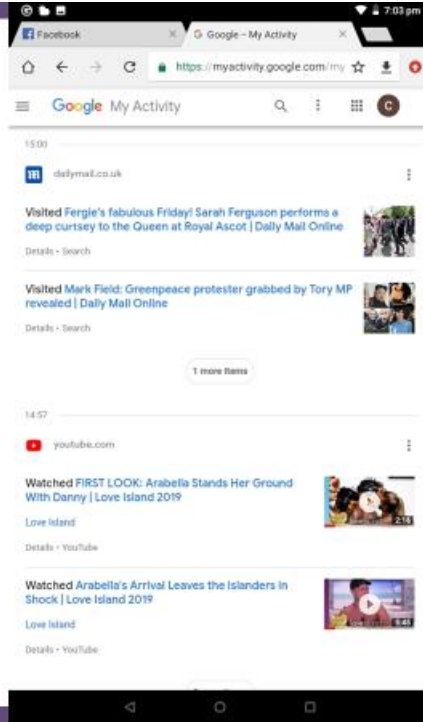 7:03 pm
Facebook
Google - My Activity
https://myactivity.google.com/my
Google My Activity
C
15:00
dailymail.co.uk
Visited Fergie's fabulous Friday! Sarah Ferguson performs a
deep curtsey to the Queen at Royal Ascot | Daily Mail Online
Details • Search
Visited Mark Field: Greenpeace protester grabbed by Tory MP
revealed | Daily Mail Online
Details • Search
1 more items
14:57
youtube.com
Watched FIRST LOOK: Arabella Stands Her Ground
With Danny | Love Island 2019
2:16
Love Island
Details • YouTube
Watched Arabella's Arrival Leaves the Islanders in
Shock | Love Island 2019
Love Island
Details • YouTube